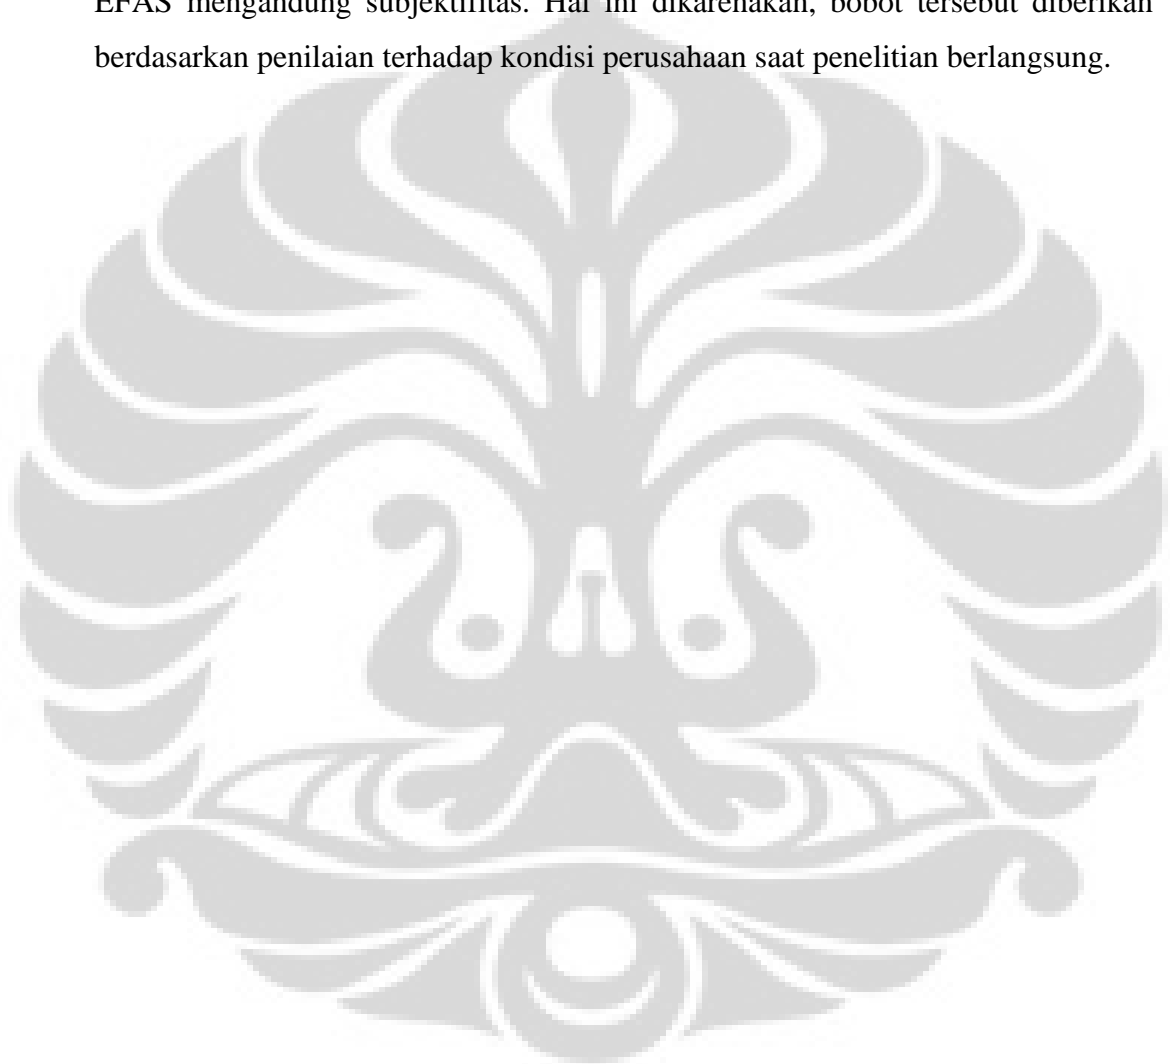 EFAS mengandung subjektifitas. Hal ini dikarenakan, bobot tersebut diberikan
berdasarkan penilaian terhadap kondisi perusahaan saat penelitian berlangsung.